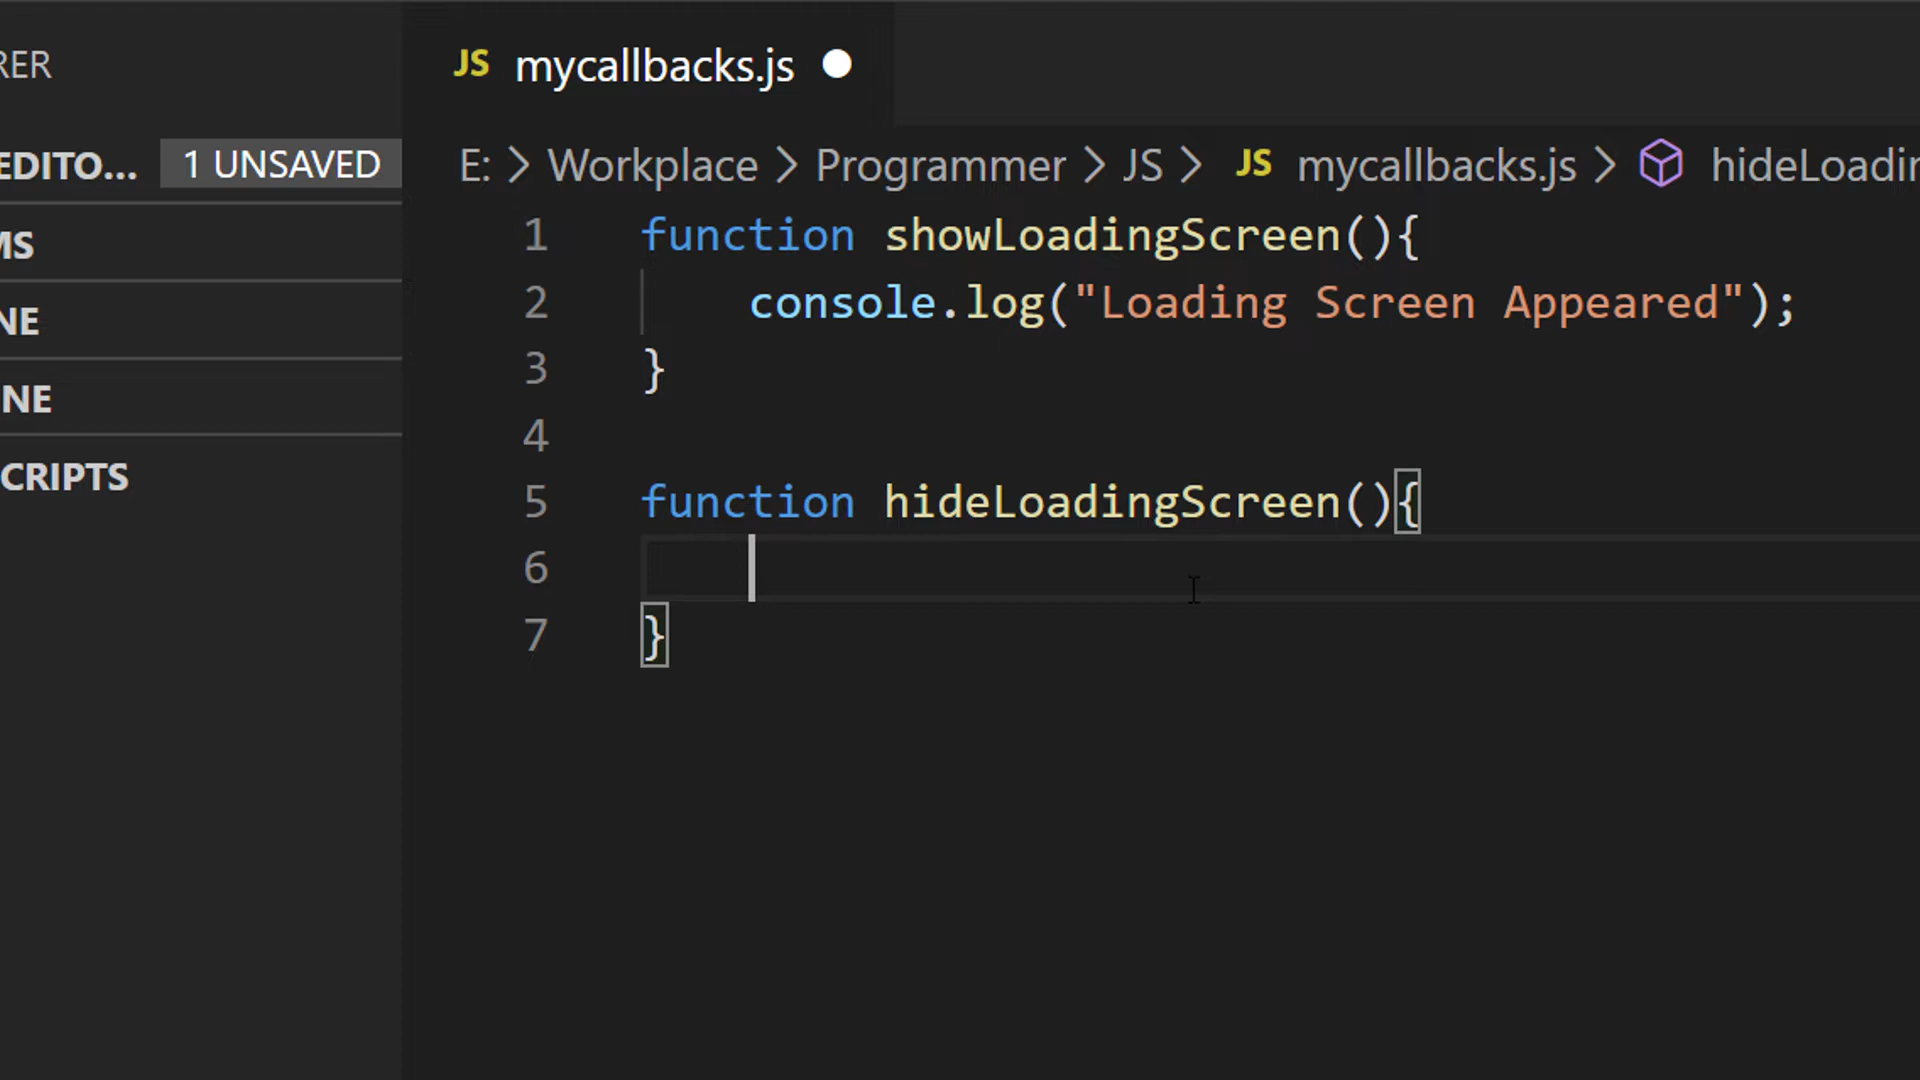 RER
JS mycallbacks.js
EDITO... 1 UNSAVED
E: > Workplace > Programmer > JS > JS mycallbacks.js > hideLoadin
MS
NE
NE
CRIPTS
1 function showLoadingScreen(){
2 console.log("Loading Screen Appeared");
3 }
4
5 function hideLoadingScreen(){
6
7 }